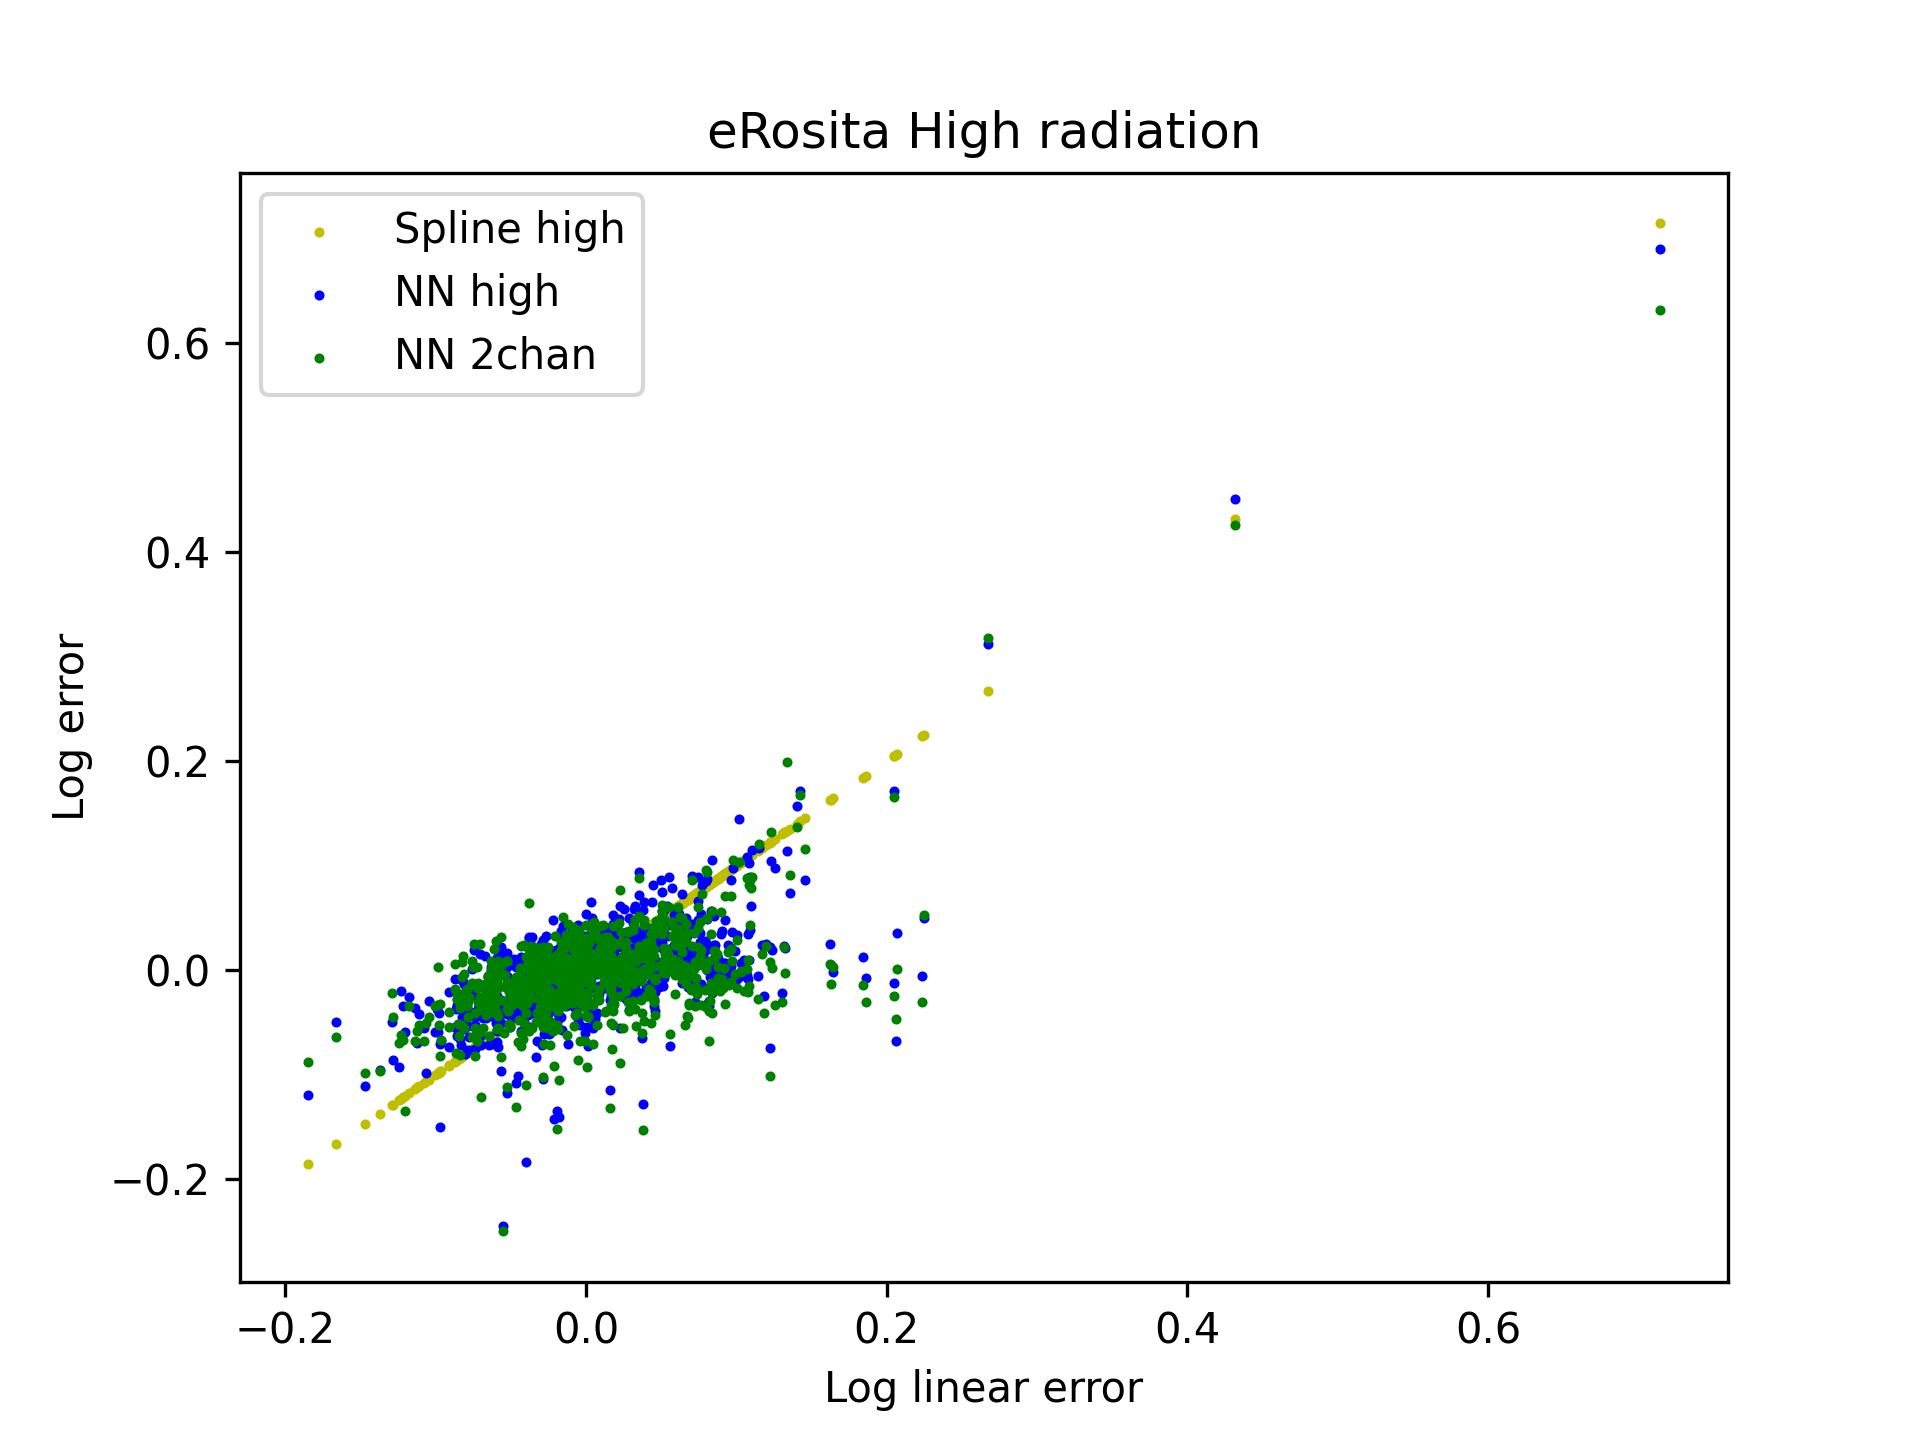 eRosita High radiation
Spline high
NN high
NN 2chan
Log error
0.6
0.4
0.2
0.0
−0.2
−0.2
0.0
0.2
0.4
0.6
Log linear error